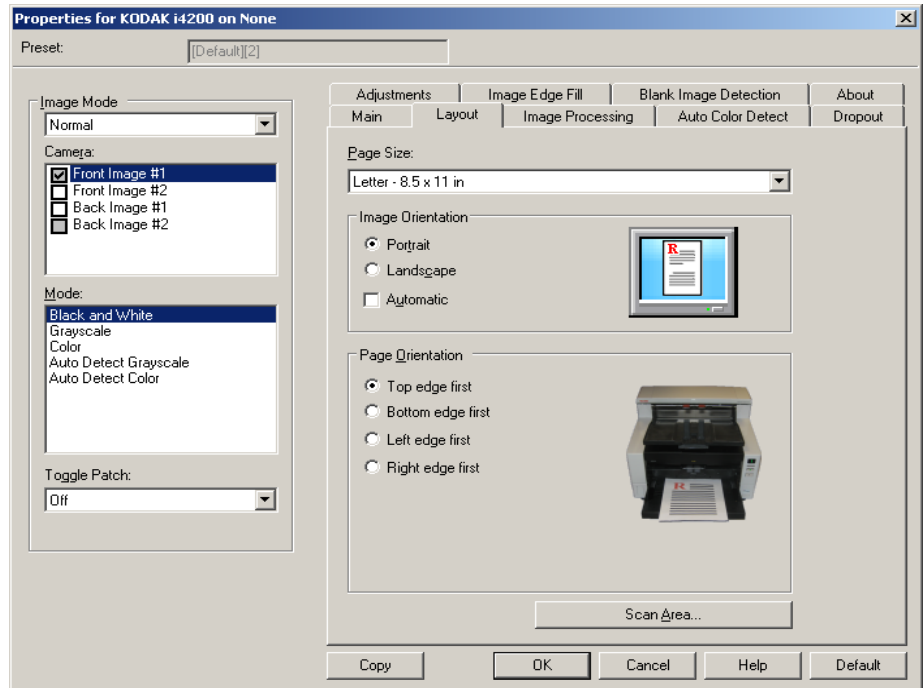 Properties for KODAK i4200 on None
Preset:
[Default][2]
Image Mode
Normal
Camera:
Front Image #1
Front Image #2
Back Image #1
Back Image #2
Mode:
Black and White
Grayscale
Color
Auto Detect Grayscale
Auto Detect Color
Toggle Patch:
Off
Adjustments Image Edge Fill Blank Image Detection About
Main Layout Image Processing Auto Color Detect Dropout
Page Size:
Letter - 8.5 x 11 in
Image Orientation
Portrait
Landscape
Automatic
R
Page Orientation
Top edge first
Bottom edge first
Left edge first
Right edge first
R
Scan Area...
Copy OK Cancel Help Default